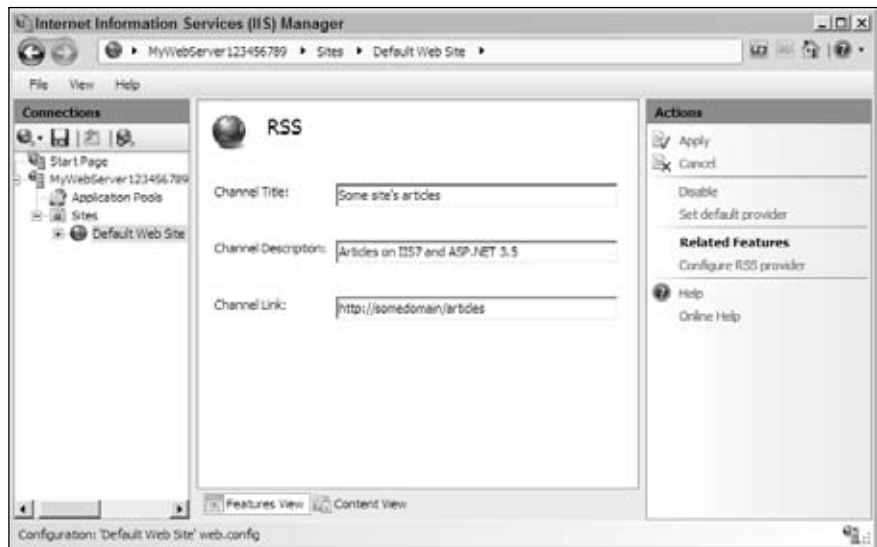 Internet Information Services (IIS) Manager
MyWebServer123456789 Sites Default Web Site
File View Help
Connections
Start Page
MyWebServer123456789
Application Pools
Sites
Default Web Site
RSS
Channel Title: Some site's articles
Channel Description: Articles on IIS7 and ASP.NET 3.5
Channel Link: http://somedomain/articles
Features View Content View
Actions
Apply
Cancel
Disable
Set default provider
Related Features
Configure RSS provider
Help
Online Help
Configuration: 'Default Web Site' web.config